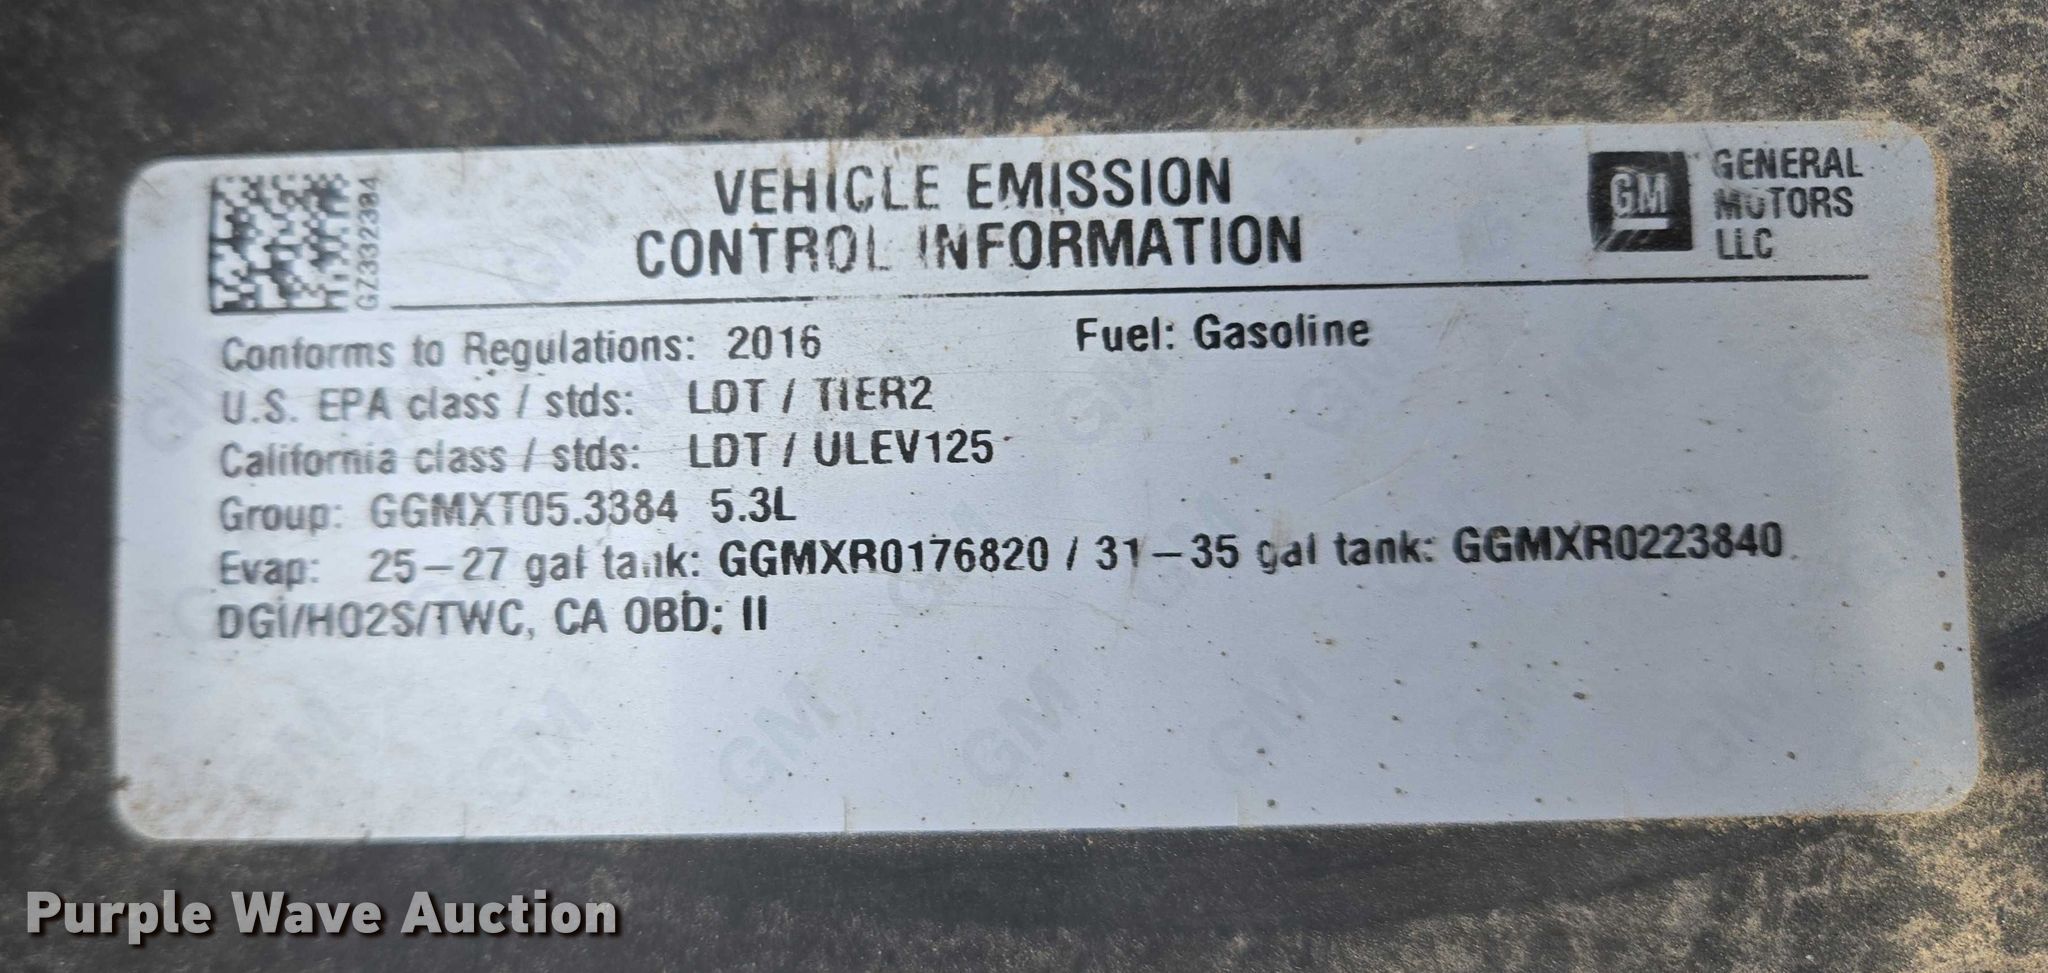 GZ332384
VEHICLE EMISSION
CONTROL INFORMATION
GM
GENERAL
MOTORS
LLC
Conforms to Regulations: 2016 Fuel: Gasoline
U.S. EPA class / stds: LDT / TIER2
California class / stds: LDT / ULEV125
Group: GGMXT05.3384 5.3L
Evap: 25-27 gal tank: GGMXR0176820 / 31-35 gal tank: GGMXR0223840
DGI/HO2S/TWC, CA OBD: II
Purple Wave Auction